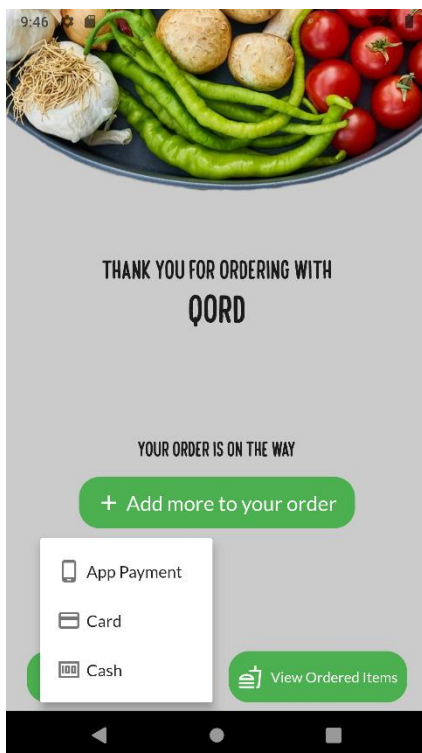 9:46
THANK YOU FOR ORDERING WITH
QORD
YOUR ORDER IS ON THE WAY
+ Add more to your order
App Payment
Card
Cash
View Ordered Items